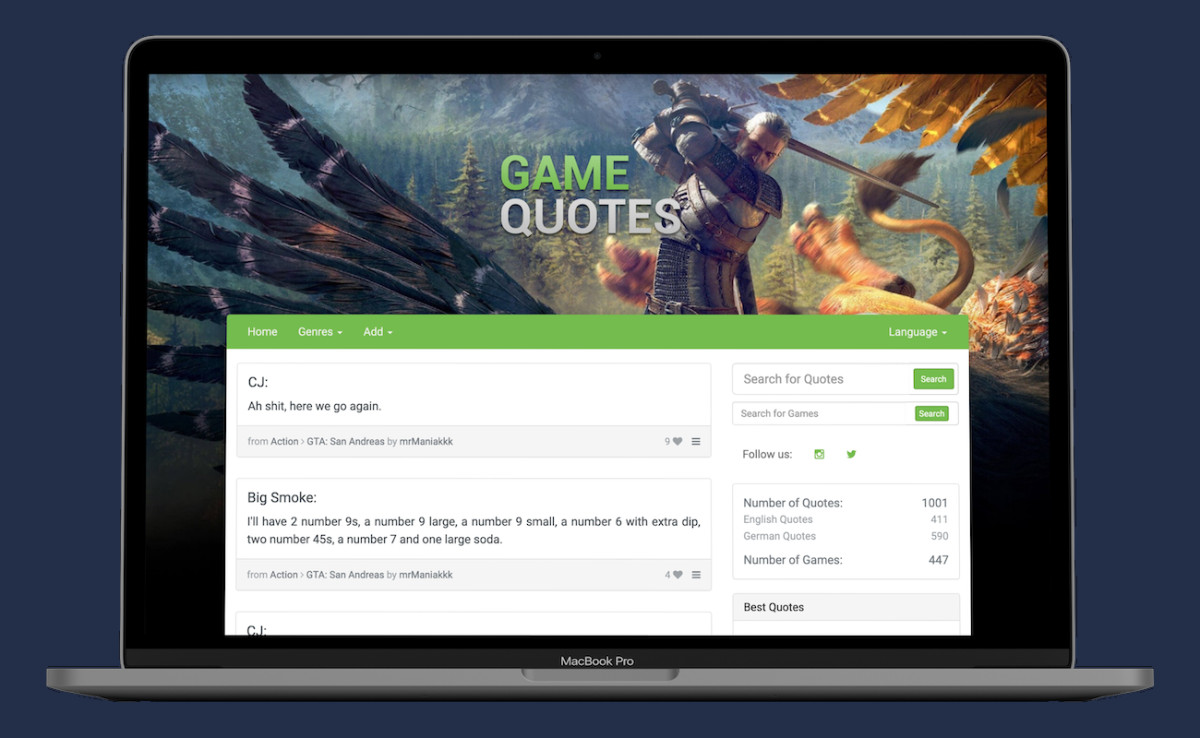 GAME
QUOTES
Home Genres Add Language
CJ:
Ah shit, here we go again.
from Action › GTA: San Andreas by mrManiakkk 9
Big Smoke:
I'll have 2 number 9s, a number 9 large, a number 9 small, a number 6 with extra dip,
two number 45s, a number 7 and one large soda.
from Action › GTA: San Andreas by mrManiakkk 4
CJ:
Search for Quotes Search
Search for Games Search
Follow us:
Number of Quotes: 1001
English Quotes 411
German Quotes 590
Number of Games: 447
Best Quotes
MacBook Pro